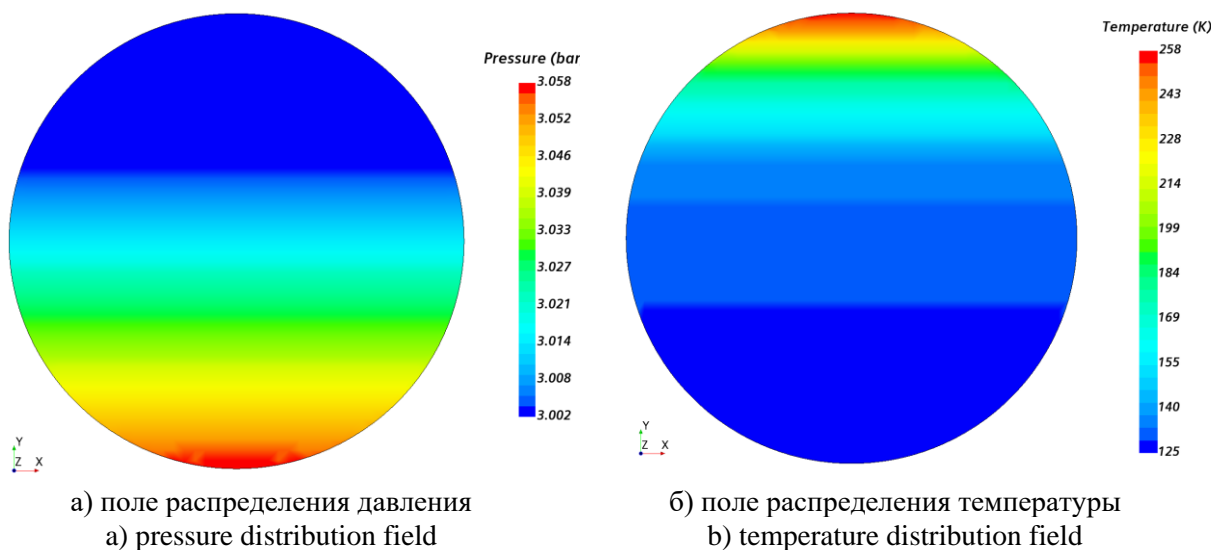 Pressure (bar
3.058
3.052
3.046
3.039
3.033
3.027
3.021
3.014
3.008
3.002
Y
Z X
Temperature (K)
258
243
228
214
199
184
169
155
140
125
Y
Z X
а) поле распределения давления
a) pressure distribution field
б) поле распределения температуры
b) temperature distribution field